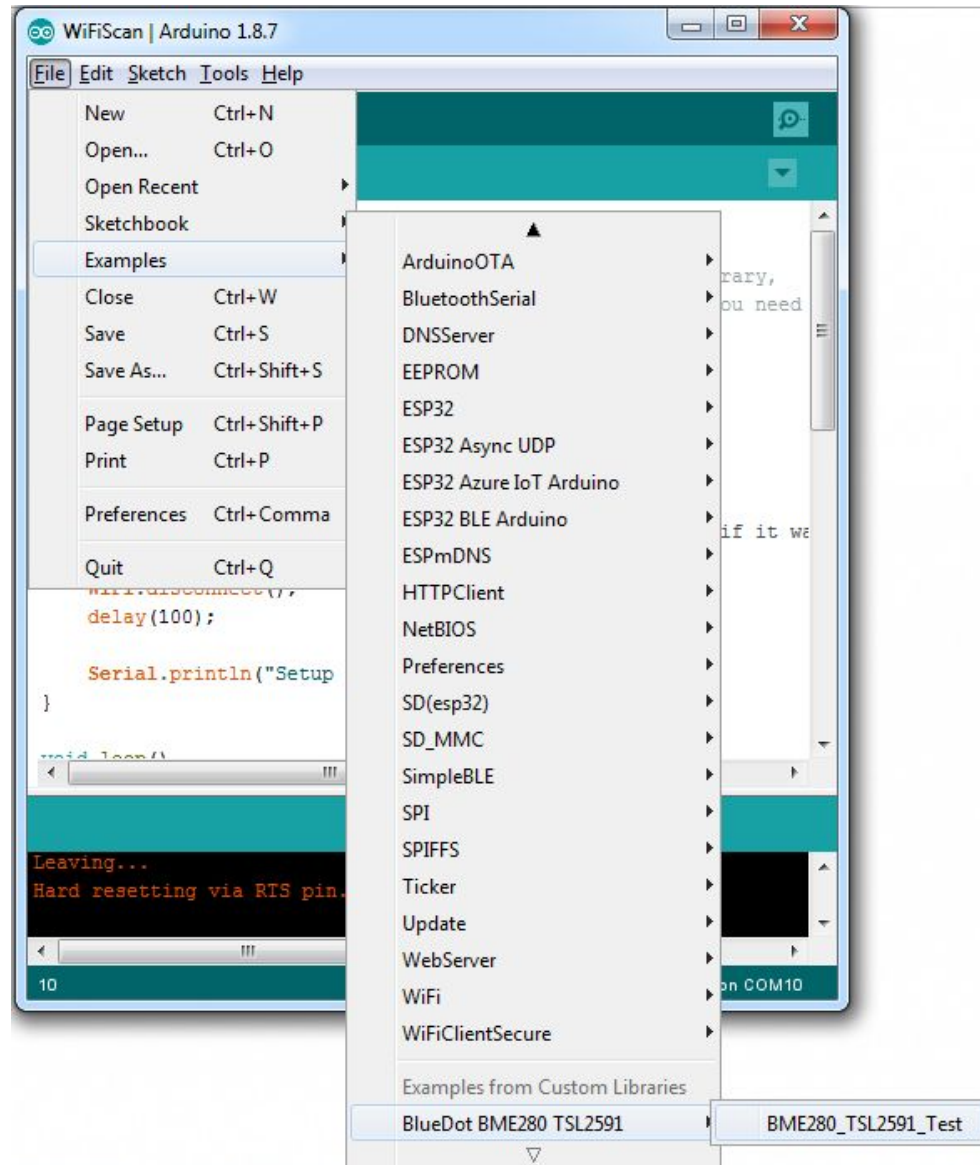 WiFiScan | Arduino 1.8.7
File Edit Sketch Tools Help
New Ctrl+N
Open... Ctrl+O
Open Recent
Sketchbook
Examples
Close Ctrl+W
Save Ctrl+S
Save As... Ctrl+Shift+S
Page Setup Ctrl+Shift+P
Print Ctrl+P
Preferences Ctrl+Comma
Quit Ctrl+Q
ArduinoOTA
BluetoothSerial
DNSServer
EEPROM
ESP32
ESP32 Async UDP
ESP32 Azure IoT Arduino
ESP32 BLE Arduino
ESPmDNS
HTTPClient
NetBIOS
Preferences
SD(esp32)
SD_MMC
SimpleBLE
SPI
SPIFFS
Ticker
Update
WebServer
WiFi
WiFiClientSecure
Examples from Custom Libraries
BlueDot BME280 TSL2591
BME280_TSL2591_Test
rary,
ou need
if it wa
WiFi.disconnect();
delay(100);
Serial.println("Setup
}
void loop()
Leaving...
Hard resetting via RTS pin.
10 on COM10